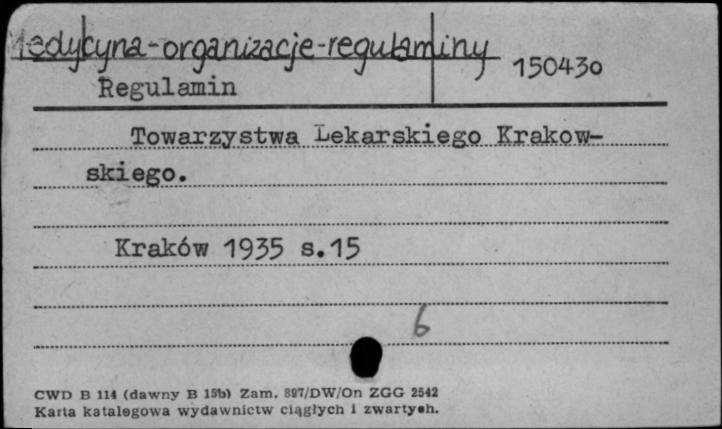 Medycyna-organizacje-regulaminy
150430
Regulamin
Towarzystwa Lekarskiego Krakow-
skiego.
Kraków 1935 s.15
6
CWD B 114 (dawny B 15b) Zam. 897/DW/On ZGG 2542
Karta katalogowa wydawnictw ciągłych i zwartych.